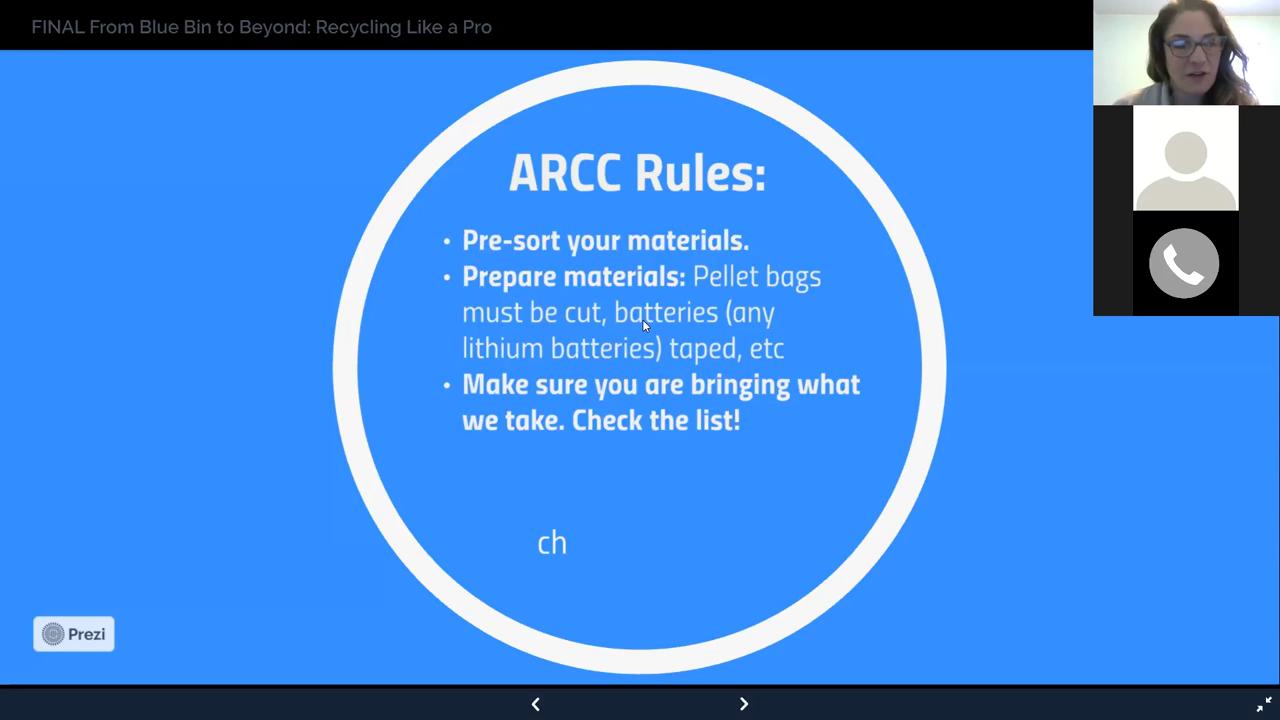 FINAL From Blue Bin to Beyond: Recycling Like a Pro
ARCC Rules:
• Pre-sort your materials.
• Prepare materials: Pellet bags
must be cut, batteries (any
lithium batteries) taped, etc
• Make sure you are bringing what
we take. Check the list!
ch
Prezi